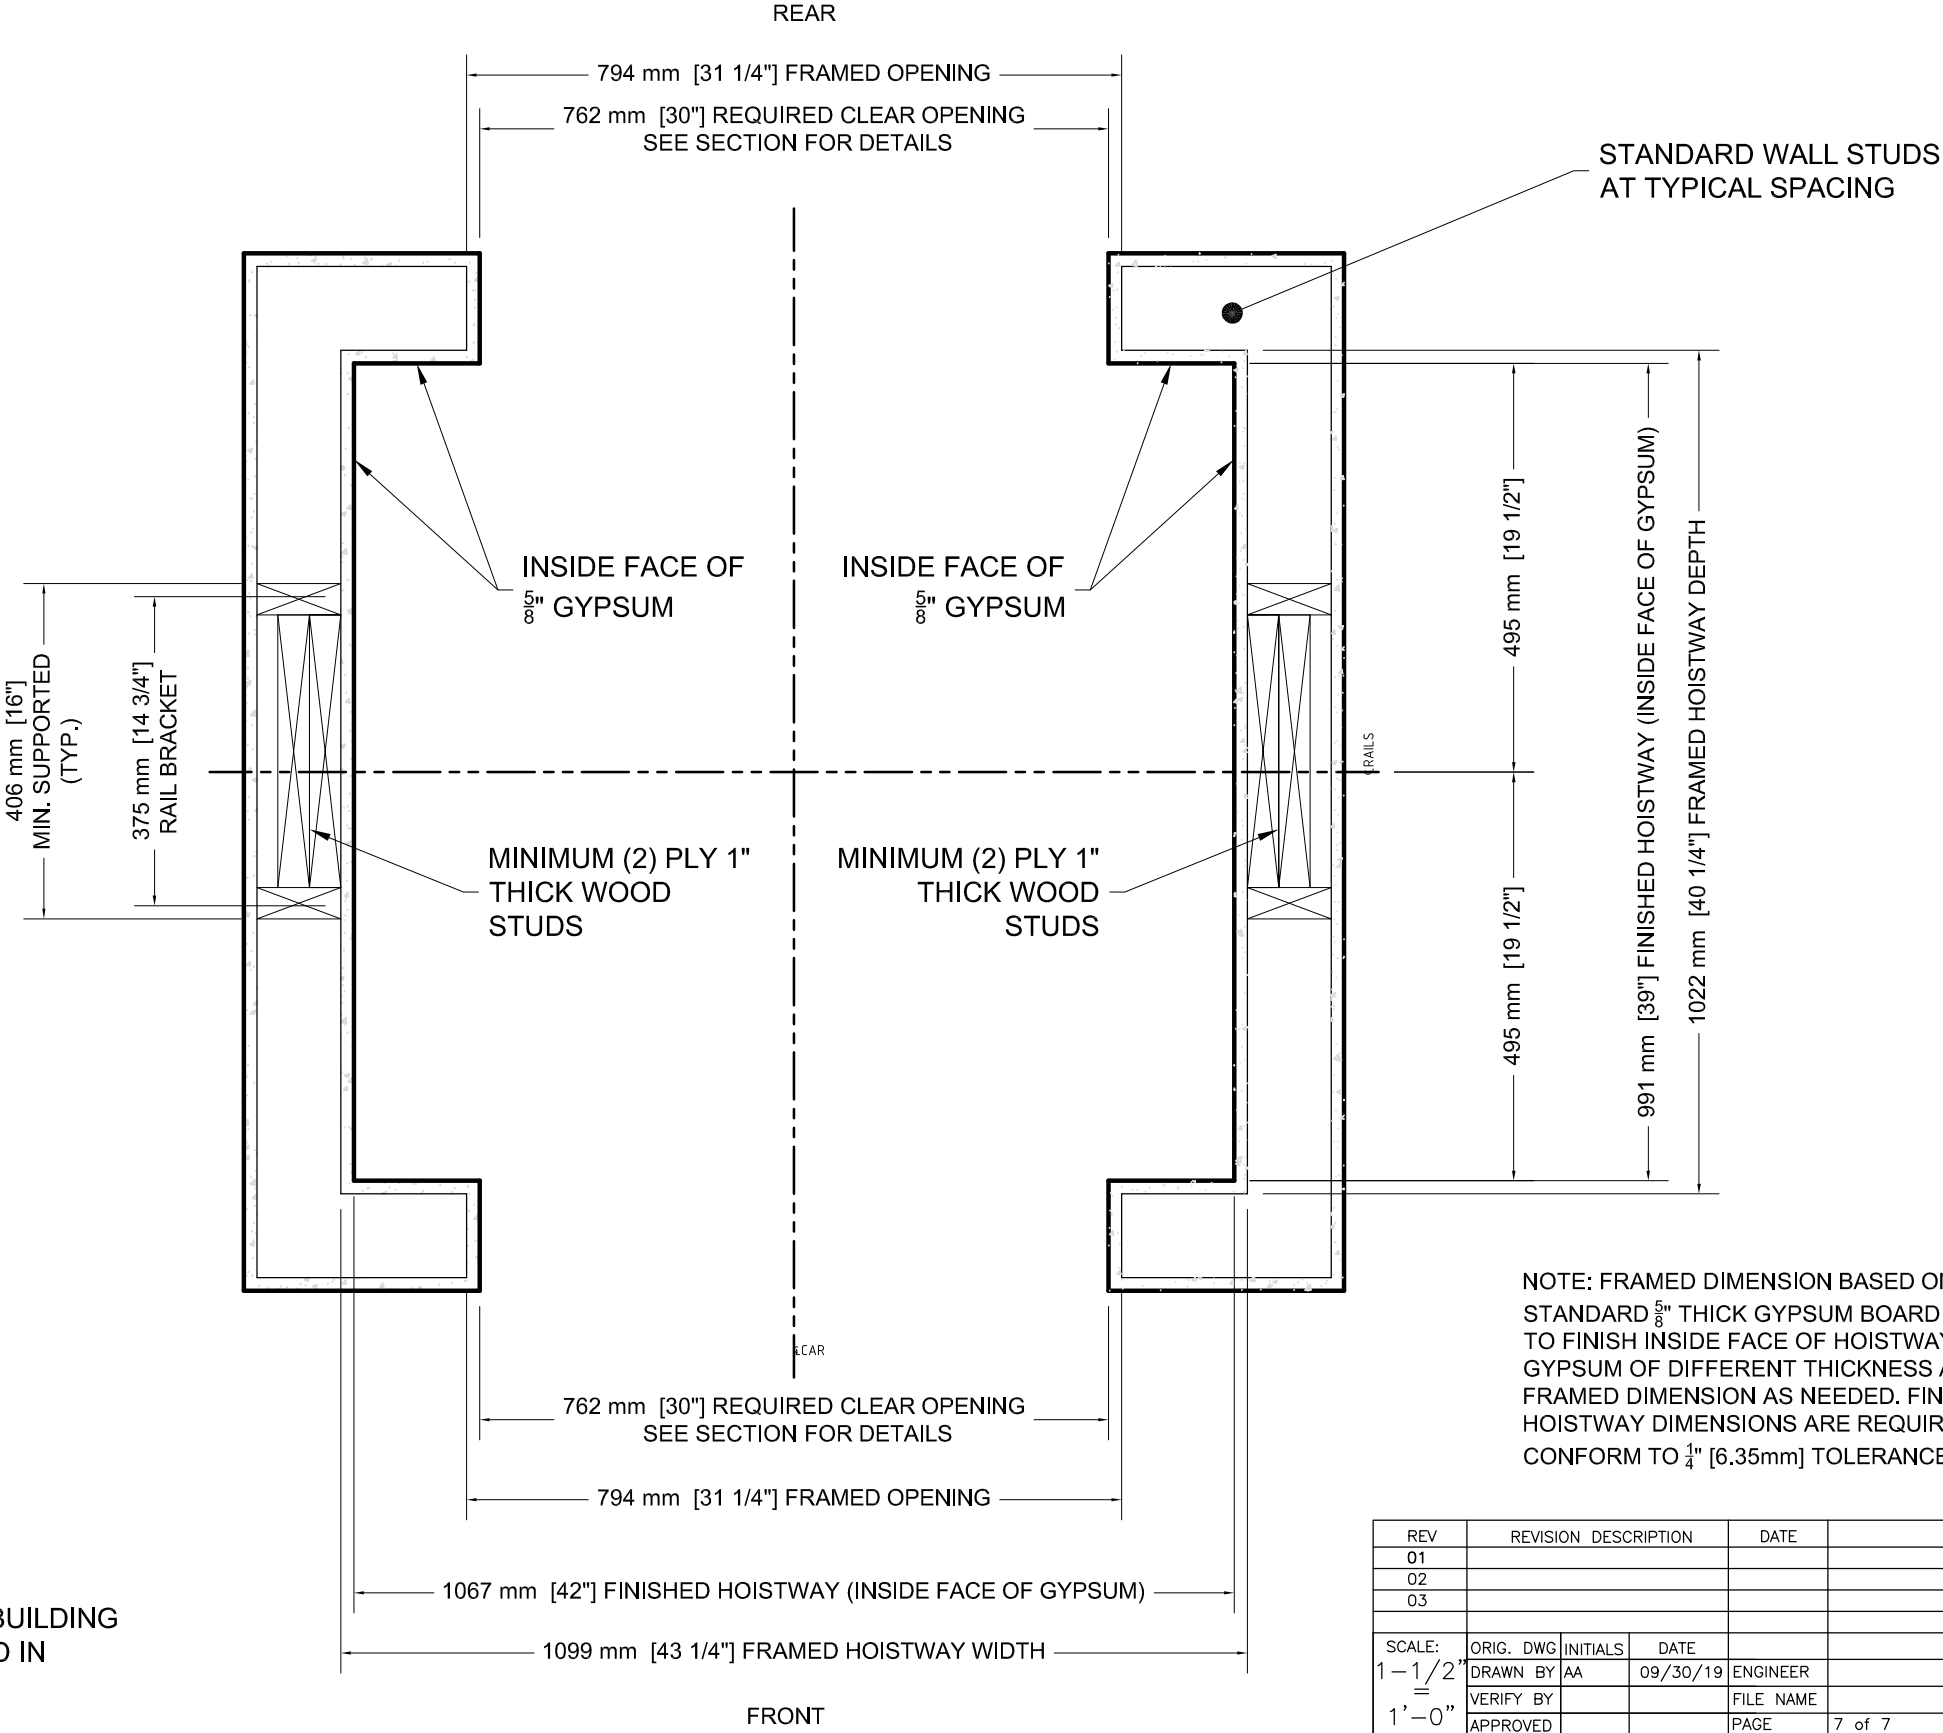 REAR
794 mm [31 1/4"] FRAMED OPENING
762 mm [30"] REQUIRED CLEAR OPENING
SEE SECTION FOR DETAILS
STANDARD WALL STUDS
AT TYPICAL SPACING
INSIDE FACE OF
5/8" GYPSUM
INSIDE FACE OF
5/8" GYPSUM
406 mm [16"]
MIN. SUPPORTED
(TYP.)
375 mm [14 3/4"]
RAIL BRACKET
495 mm [19 1/2"]
495 mm [19 1/2"]
991 mm [39"] FINISHED HOISTWAY (INSIDE FACE OF GYPSUM)
1022 mm [40 1/4"] FRAMED HOISTWAY DEPTH
℄RAILS
MINIMUM (2) PLY 1"
THICK WOOD
STUDS
MINIMUM (2) PLY 1"
THICK WOOD
STUDS
℄CAR
762 mm [30"] REQUIRED CLEAR OPENING
SEE SECTION FOR DETAILS
794 mm [31 1/4"] FRAMED OPENING
1067 mm [42"] FINISHED HOISTWAY (INSIDE FACE OF GYPSUM)
1099 mm [43 1/4"] FRAMED HOISTWAY WIDTH
FRONT
BUILDING
IN
NOTE: FRAMED DIMENSION BASED
STANDARD 5/8" THICK GYPSUM BOARD
TO FINISH INSIDE FACE OF HOISTWAY
GYPSUM OF DIFFERENT THICKNESS
FRAMED DIMENSION AS NEEDED. FIN
HOISTWAY DIMENSIONS ARE REQUIR
CONFORM TO 1/4" [6.35mm] TOLERANCE
REV REVISION DESCRIPTION DATE
01
02
03
SCALE: 1-1/2" = 1'-0"
ORIG. DWG INITIALS DATE
DRAWN BY AA 09/30/19 ENGINEER
VERIFY BY FILE NAME
APPROVED PAGE 7 of 7